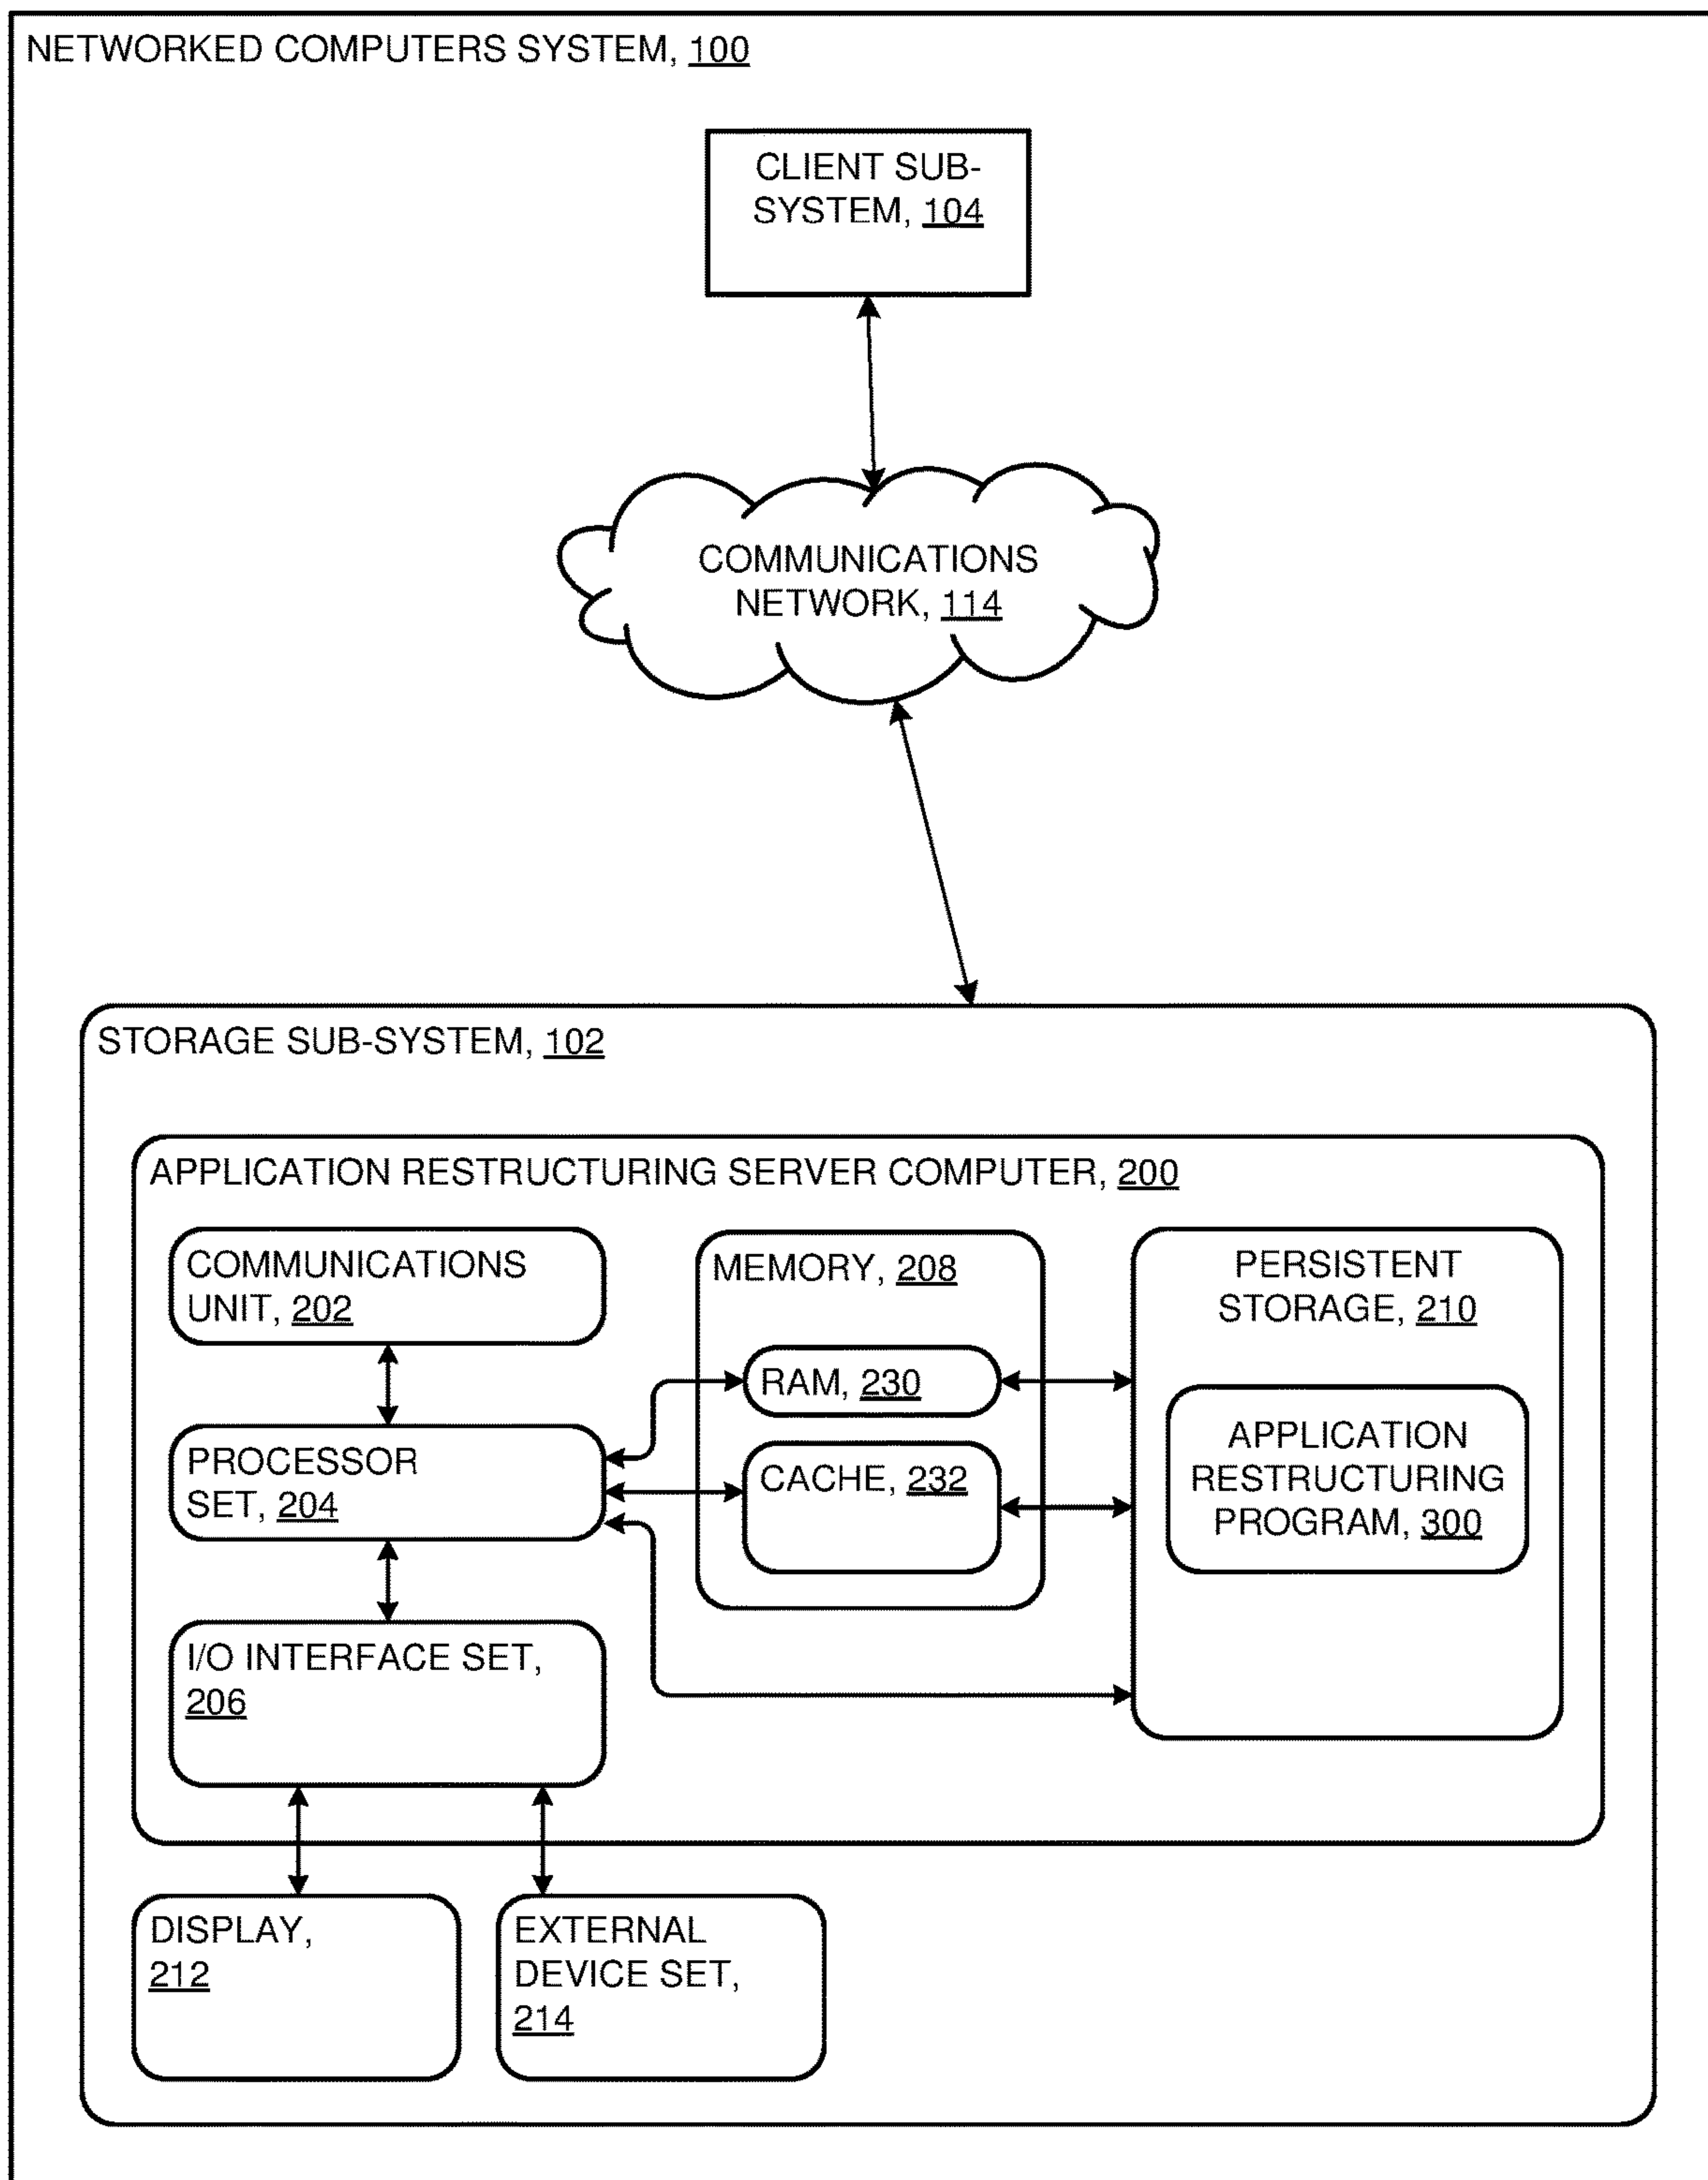 NETWORKED COMPUTERS SYSTEM, 100
CLIENT SUB-
SYSTEM, 104
COMMUNICATIONS
NETWORK, 114
STORAGE SUB-SYSTEM, 102
APPLICATION RESTRUCTURING SERVER COMPUTER, 200
COMMUNICATIONS
UNIT, 202
PROCESSOR
SET, 204
I/O INTERFACE SET,
206
MEMORY, 208
RAM, 230
CACHE, 232
PERSISTENT
STORAGE, 210
APPLICATION
RESTRUCTURING
PROGRAM, 300
DISPLAY,
212
EXTERNAL
DEVICE SET,
214